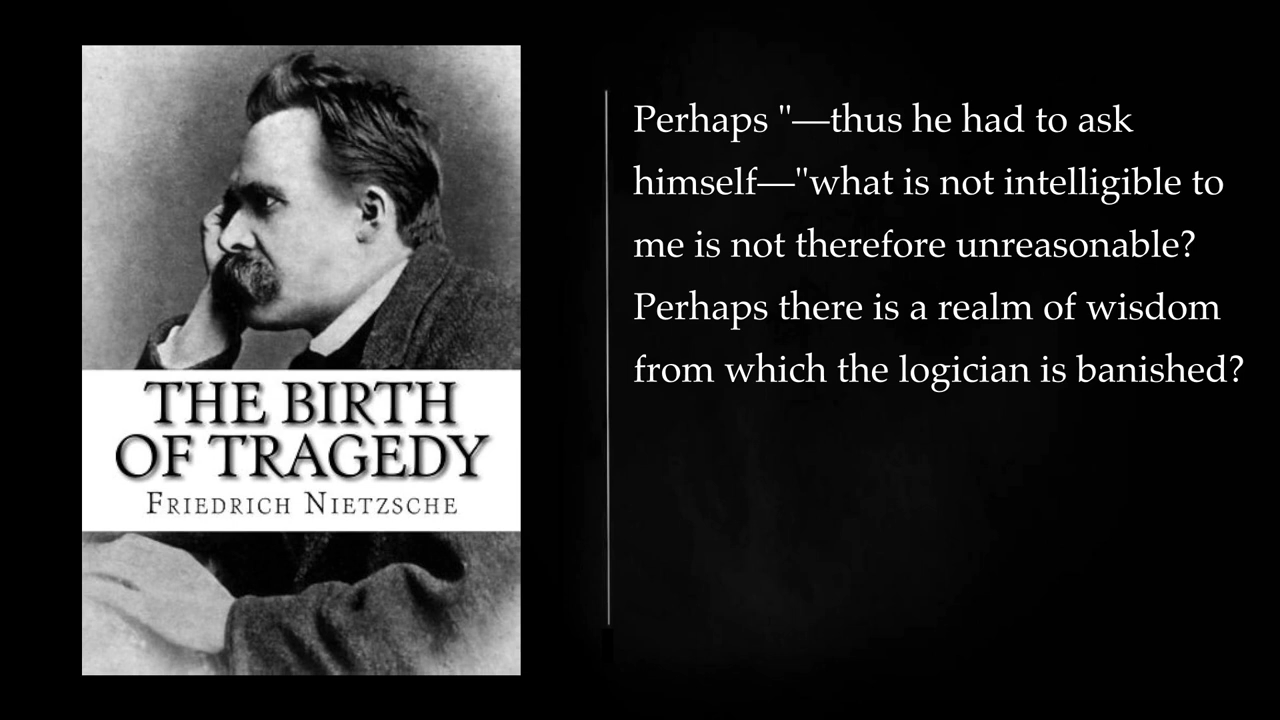 THE BIRTH
OF TRAGEDY
FRIEDRICH NIETZSCHE
Perhaps "—thus he had to ask
himself—"what is not intelligible to
me is not therefore unreasonable?
Perhaps there is a realm of wisdom
from which the logician is banished?